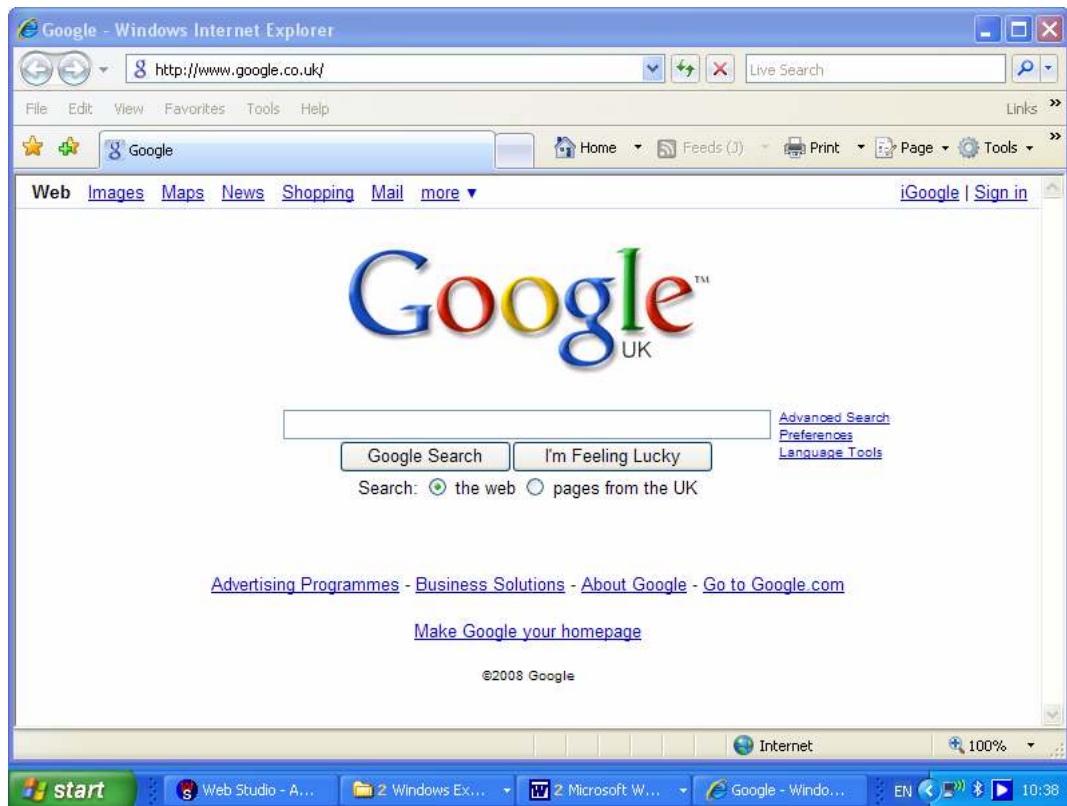 Google - Windows Internet Explorer
http://www.google.co.uk/ Live Search
File Edit View Favorites Tools Help Links »
Google Home Feeds (J) Print Page Tools »
Web Images Maps News Shopping Mail more ▼ iGoogle | Sign in
Google™
UK
Advanced Search
Preferences
Language Tools
Google Search I'm Feeling Lucky
Search: the web pages from the UK
Advertising Programmes - Business Solutions - About Google - Go to Google.com
Make Google your homepage
©2008 Google
Internet 100%
start Web Studio - A... 2 Windows Ex... 2 Microsoft W... Google - Windo... EN 10:38